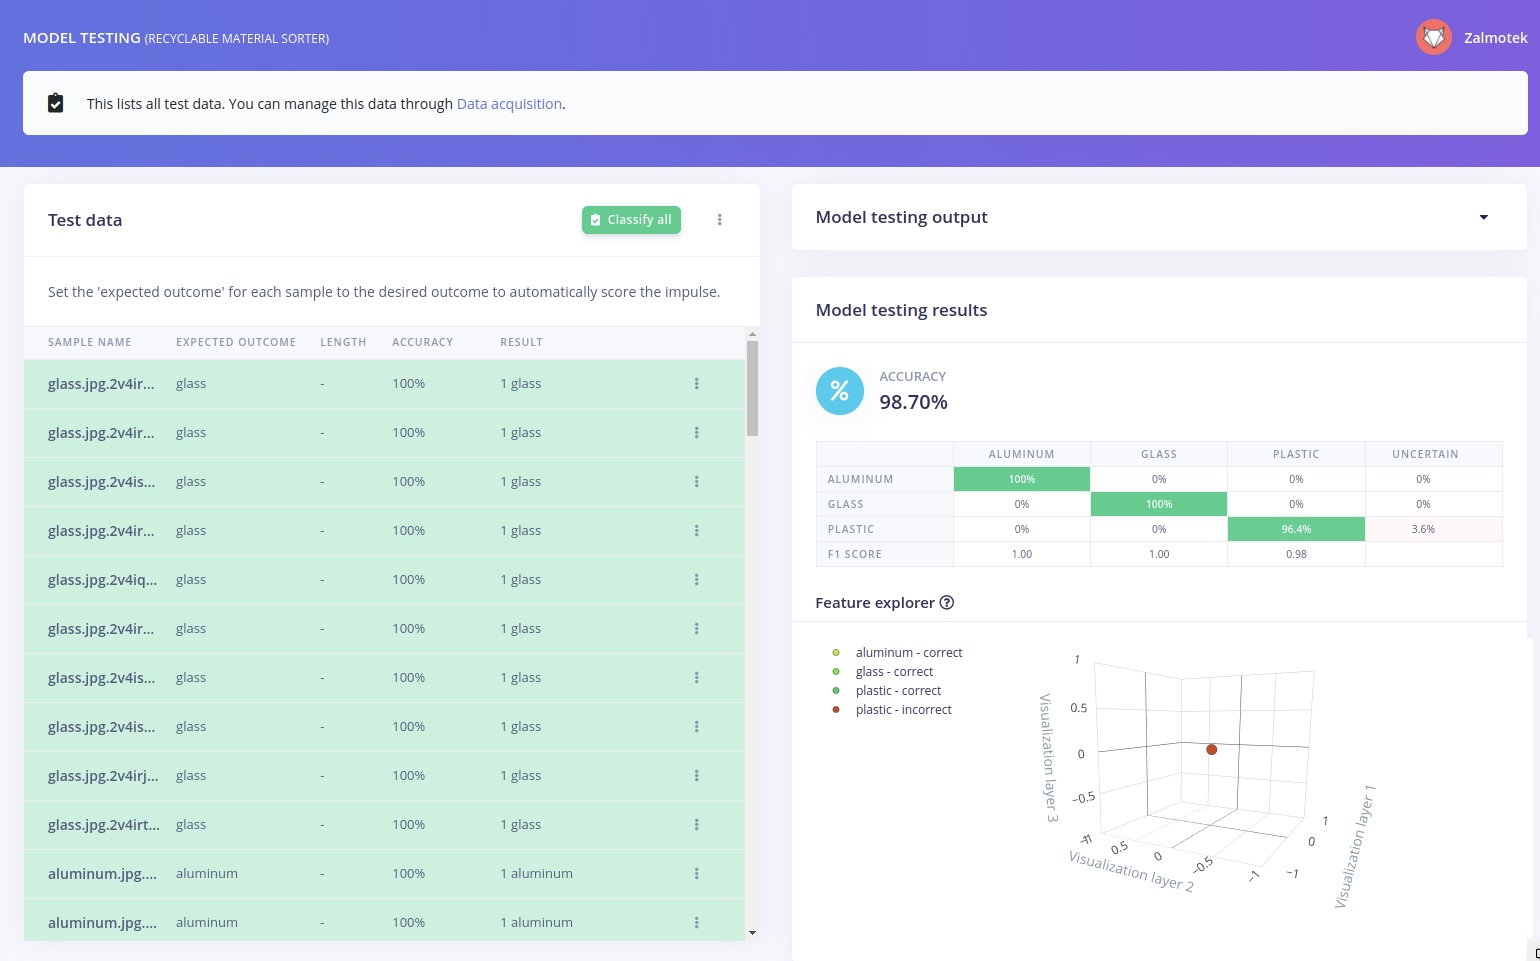 MODEL TESTING (RECYCLABLE MATERIAL SORTER)
Zalmotek
This lists all test data. You can manage this data through Data acquisition.
Test data
Classify all
Set the 'expected outcome' for each sample to the desired outcome to automatically score the impulse.
SAMPLE NAME EXPECTED OUTCOME LENGTH ACCURACY RESULT
glass.jpg.2v4ir... glass - 100% 1 glass
glass.jpg.2v4ir... glass - 100% 1 glass
glass.jpg.2v4is... glass - 100% 1 glass
glass.jpg.2v4ir... glass - 100% 1 glass
glass.jpg.2v4iq... glass - 100% 1 glass
glass.jpg.2v4ir... glass - 100% 1 glass
glass.jpg.2v4is... glass - 100% 1 glass
glass.jpg.2v4is... glass - 100% 1 glass
glass.jpg.2v4irj... glass - 100% 1 glass
glass.jpg.2v4irt... glass - 100% 1 glass
aluminum.jpg.... aluminum - 100% 1 aluminum
aluminum.jpg.... aluminum - 100% 1 aluminum
Model testing output
Model testing results
%
ACCURACY
98.70%
ALUMINUM GLASS PLASTIC UNCERTAIN
ALUMINUM 100% 0% 0% 0%
GLASS 0% 100% 0% 0%
PLASTIC 0% 0% 96.4% 3.6%
F1 SCORE 1.00 1.00 0.98
Feature explorer ?
aluminum - correct
glass - correct
plastic - correct
plastic - incorrect
1
0.5
0
−0.5
−1
Visualization layer 3
1
0.5
0
−0.5
−1
Visualization layer 2
1
0
−1
Visualization layer 1